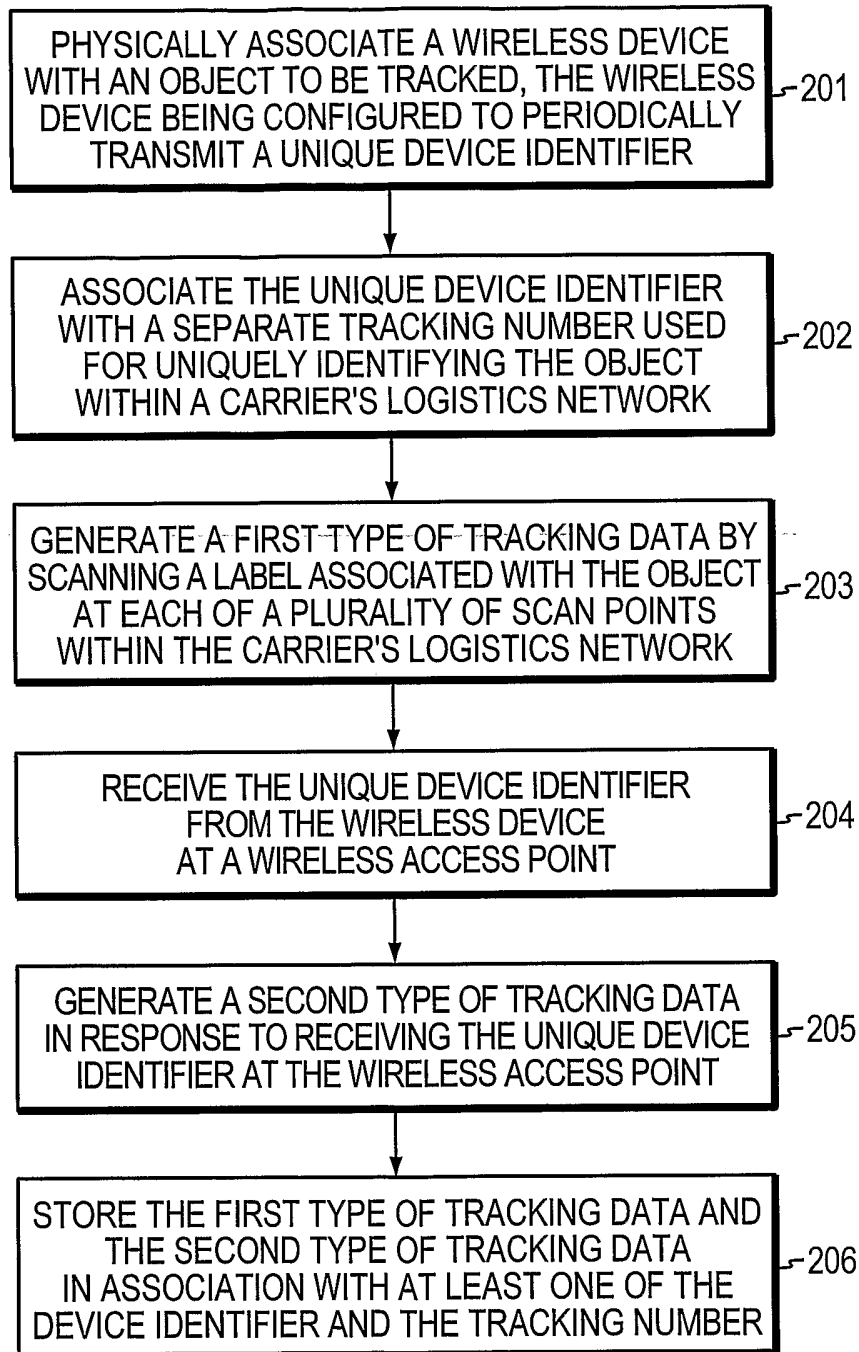 PHYSICALLY ASSOCIATE A WIRELESS DEVICE
WITH AN OBJECT TO BE TRACKED, THE WIRELESS
DEVICE BEING CONFIGURED TO PERIODICALLY
TRANSMIT A UNIQUE DEVICE IDENTIFIER
201
ASSOCIATE THE UNIQUE DEVICE IDENTIFIER
WITH A SEPARATE TRACKING NUMBER USED
FOR UNIQUELY IDENTIFYING THE OBJECT
WITHIN A CARRIER'S LOGISTICS NETWORK
202
GENERATE A FIRST TYPE OF TRACKING DATA BY
SCANNING A LABEL ASSOCIATED WITH THE OBJECT
AT EACH OF A PLURALITY OF SCAN POINTS
WITHIN THE CARRIER'S LOGISTICS NETWORK
203
RECEIVE THE UNIQUE DEVICE IDENTIFIER
FROM THE WIRELESS DEVICE
AT A WIRELESS ACCESS POINT
204
GENERATE A SECOND TYPE OF TRACKING DATA
IN RESPONSE TO RECEIVING THE UNIQUE DEVICE
IDENTIFIER AT THE WIRELESS ACCESS POINT
205
STORE THE FIRST TYPE OF TRACKING DATA AND
THE SECOND TYPE OF TRACKING DATA
IN ASSOCIATION WITH AT LEAST ONE OF THE
DEVICE IDENTIFIER AND THE TRACKING NUMBER
206